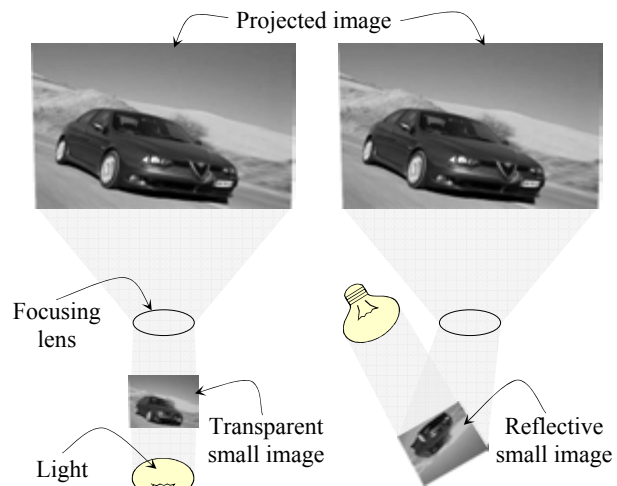 Projected image
Focusing
lens
Transparent
small image
Reflective
small image
Light